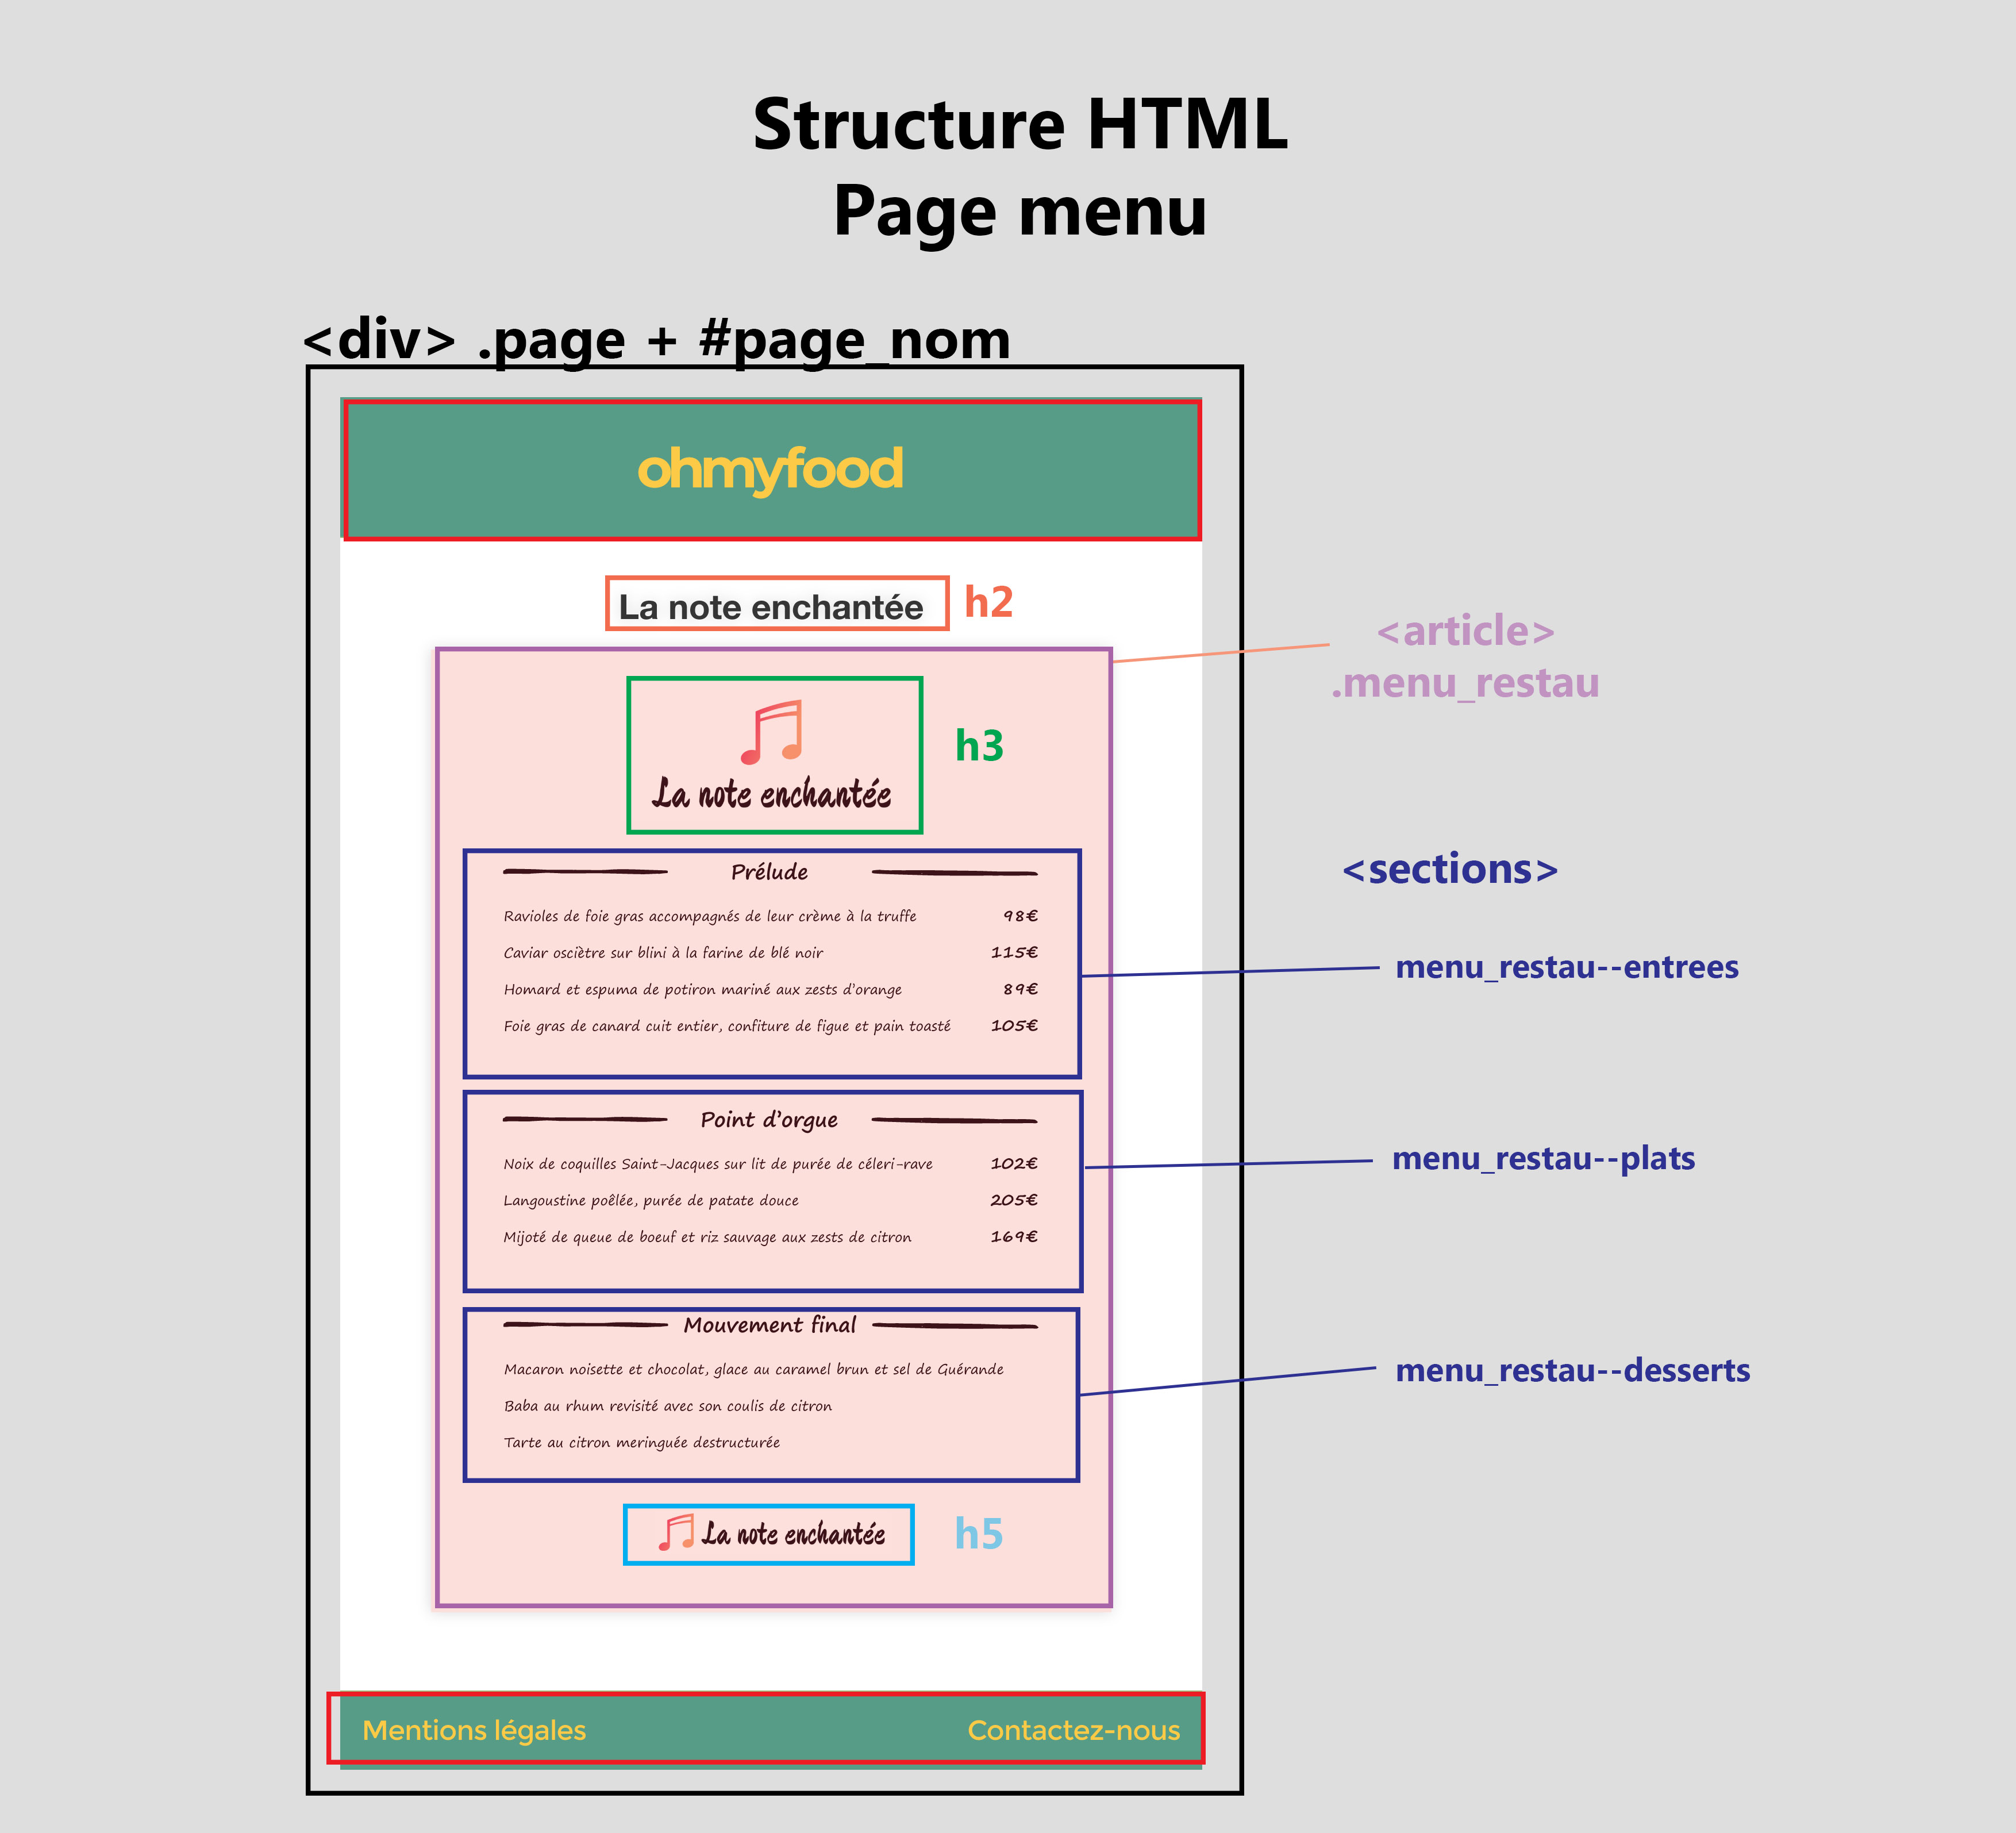 Structure HTML
Page menu
<div> .page + #page_nom
ohmyfood
La note enchantée h2
<article>
.menu_restau
h3
La note enchantée
<sections>
Prélude
Ravioles de foie gras accompagnés de leur crème à la truffe 98€
Caviar osciètre sur blini à la farine de blé noir 115€
menu_restau--entrees
Homard et espuma de potiron mariné aux zests d’orange 89€
Foie gras de canard cuit entier, confiture de figue et pain toasté 105€
Point d’orgue
Noix de coquilles Saint-Jacques sur lit de purée de céleri-rave 102€
menu_restau--plats
Langoustine poêlée, purée de patate douce 205€
Mijoté de queue de boeuf et riz sauvage aux zests de citron 169€
Mouvement final
Macaron noisette et chocolat, glace au caramel brun et sel de Guérande
menu_restau--desserts
Baba au rhum revisité avec son coulis de citron
Tarte au citron meringuée destructurée
La note enchantée h5
Mentions légales Contactez-nous